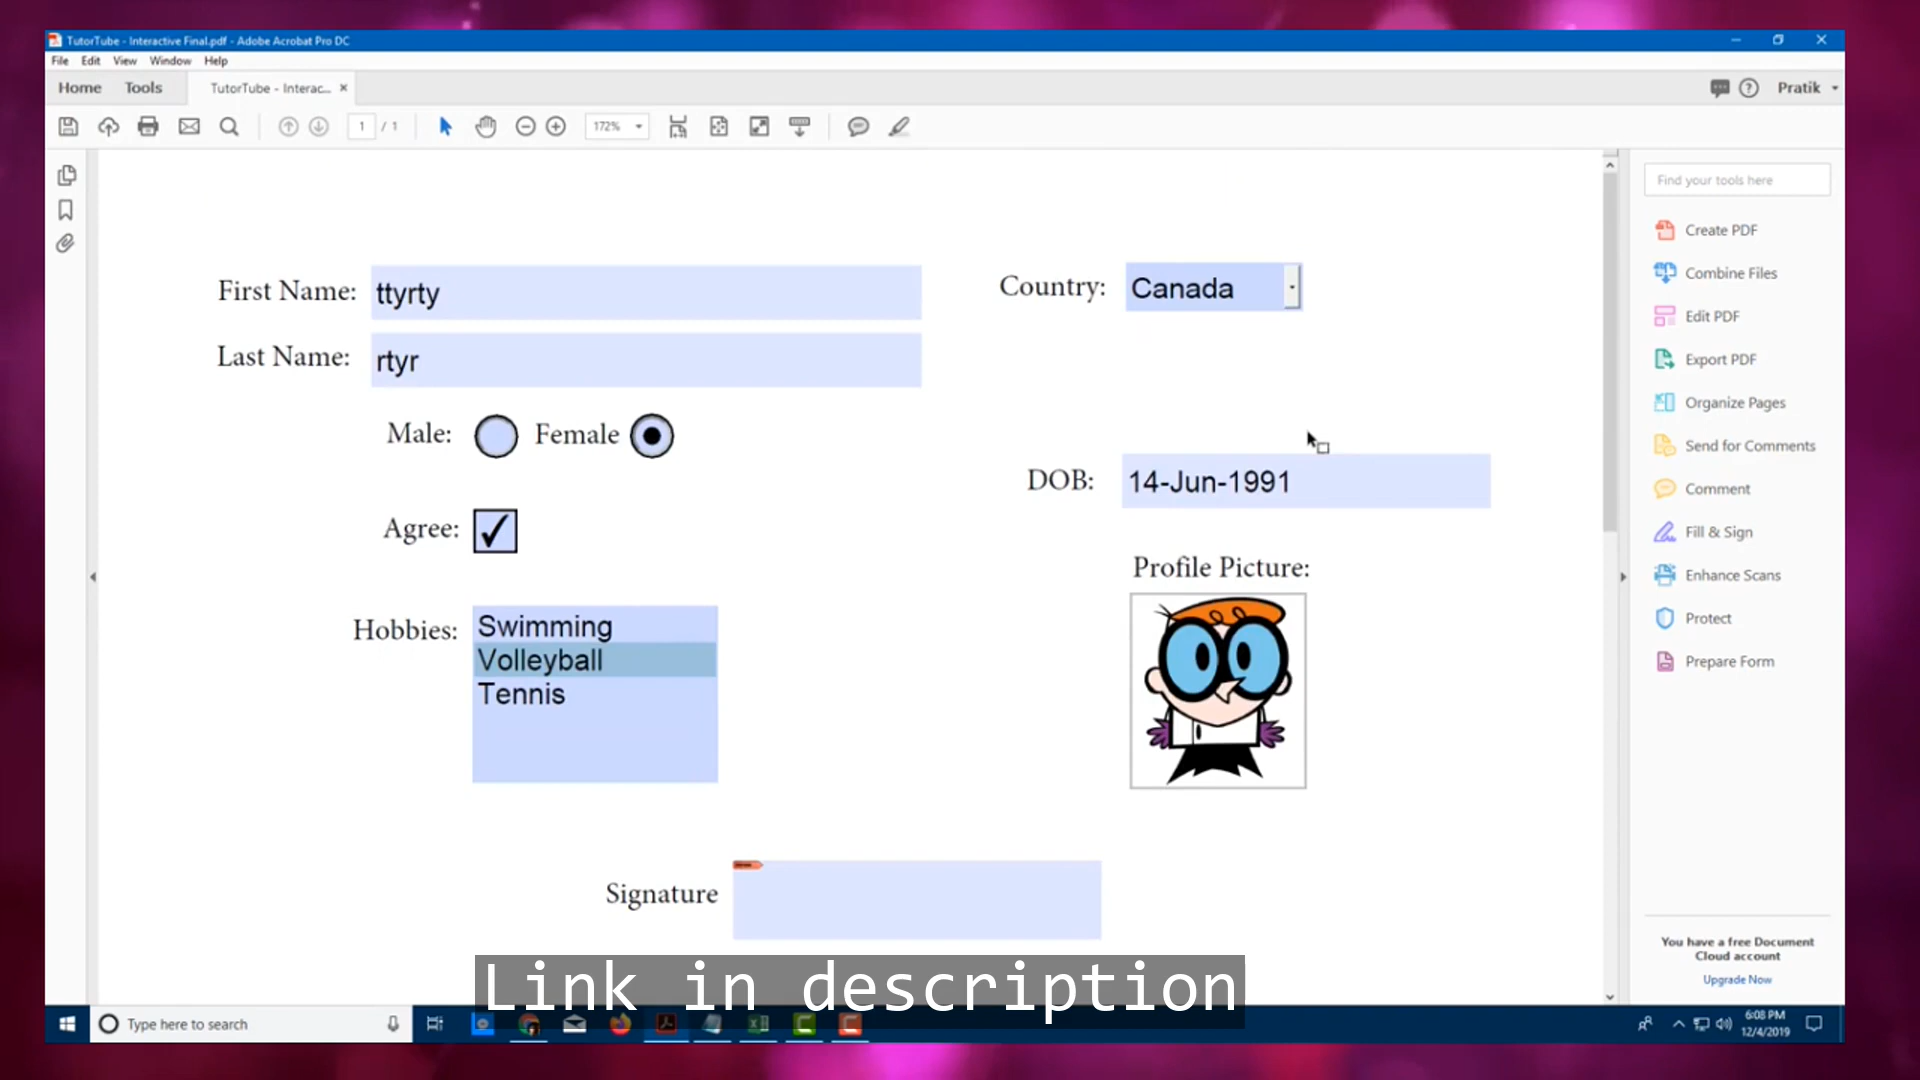 TutorTube - Interactive Final.pdf - Adobe Acrobat Pro DC
File Edit View Window Help
Home Tools TutorTube - Interac... × Pratik
1 / 1 172%
Find your tools here
Create PDF
Combine Files
Edit PDF
Export PDF
Organize Pages
Send for Comments
Comment
Fill & Sign
Enhance Scans
Protect
Prepare Form
First Name: ttyrty
Last Name: rtyr
Male: Female
Agree:
Hobbies: Swimming
Volleyball
Tennis
Country: Canada
DOB: 14-Jun-1991
Profile Picture:
Signature
You have a free Document
Cloud account
Upgrade Now
Link in description
Type here to search
6:08 PM
12/4/2019